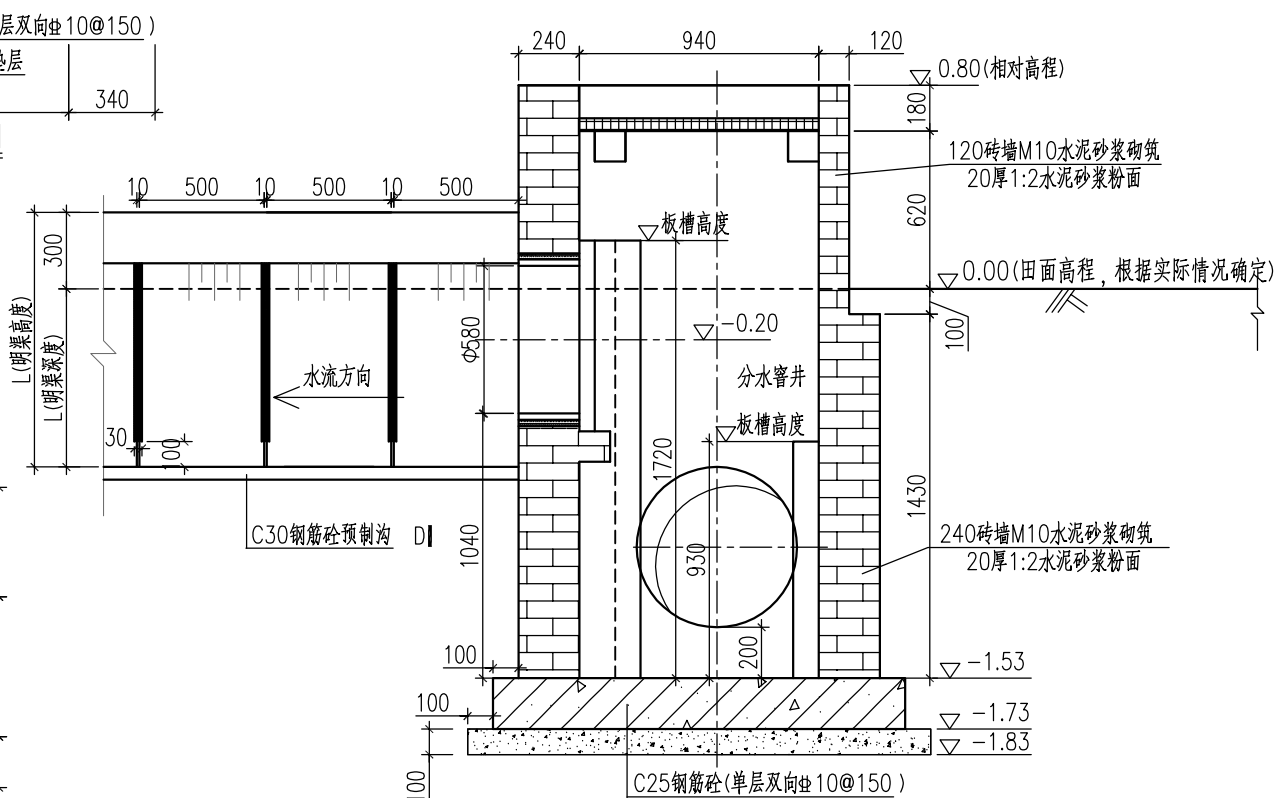 层双向⌽10@150）
垫层
340
240
940
120
0.80(相对高程)
180
120砖墙M10水泥砂浆砌筑
20厚1:2水泥砂浆粉面
620
10
500
10
500
10
500
板槽高度
300
0.00(田面高程，根据实际情况确定)
100
L(明渠高度)
L(明渠深度)
Φ580
-0.20
水流方向
分水窨井
板槽高度
30
100
1720
1430
C30钢筋砼预制沟
1040
930
240砖墙M10水泥砂浆砌筑
20厚1:2水泥砂浆粉面
200
100
-1.53
100
-1.73
-1.83
C25钢筋砼(单层双向⌽10@150）